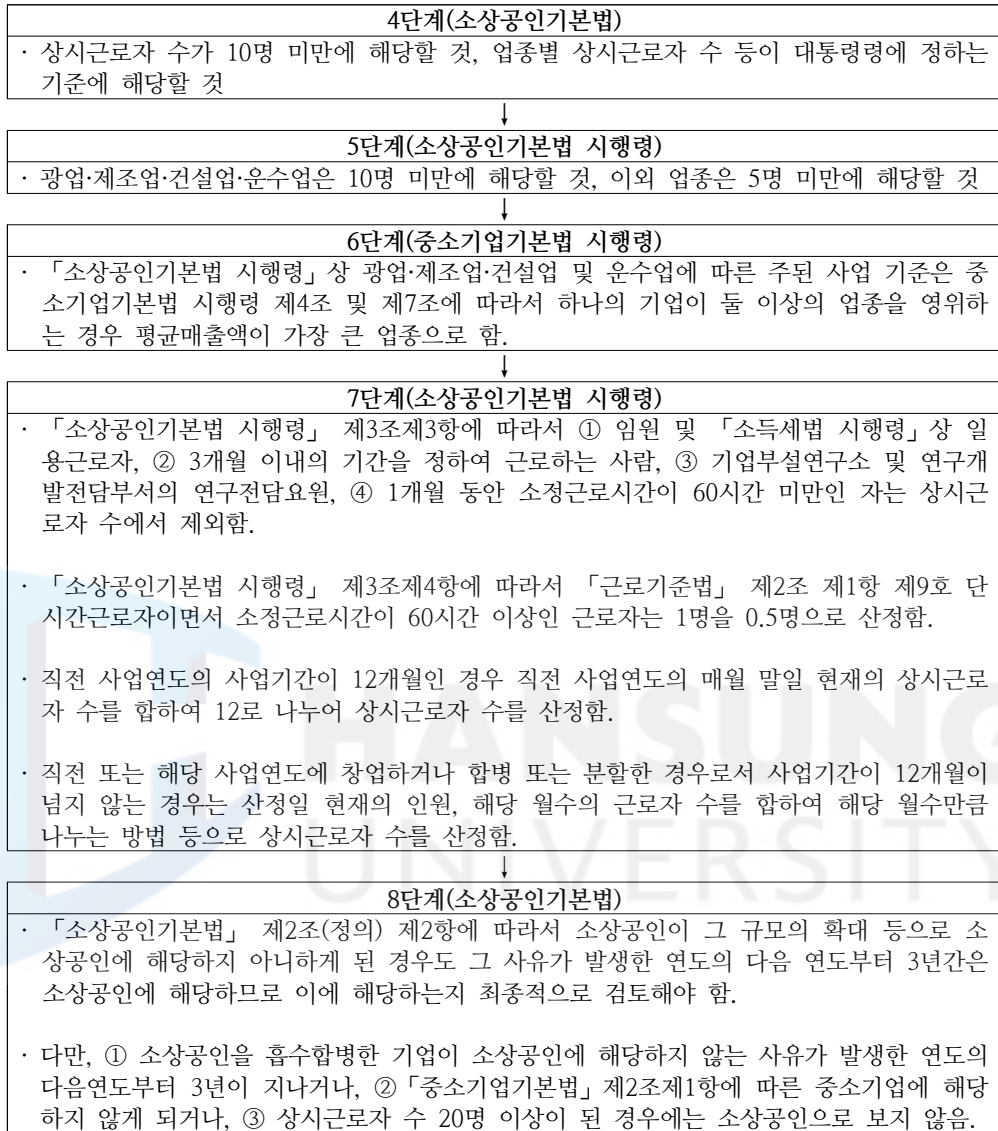 4단계(소상공인기본법)
· 상시근로자 수가 10명 미만에 해당할 것, 업종별 상시근로자 수 등이 대통령령에 정하는
기준에 해당할 것
↓
5단계(소상공인기본법 시행령)
· 광업·제조업·건설업·운수업은 10명 미만에 해당할 것, 이외 업종은 5명 미만에 해당할 것
↓
6단계(중소기업기본법 시행령)
· 「소상공인기본법 시행령」상 광업·제조업·건설업 및 운수업에 따른 주된 사업 기준은 중
소기업기본법 시행령 제4조 및 제7조에 따라서 하나의 기업이 둘 이상의 업종을 영위하
는 경우 평균매출액이 가장 큰 업종으로 함.
↓
7단계(소상공인기본법 시행령)
· 「소상공인기본법 시행령」 제3조제3항에 따라서 ① 임원 및 「소득세법 시행령」상 일
용근로자, ② 3개월 이내의 기간을 정하여 근로하는 사람, ③ 기업부설연구소 및 연구개
발전담부서의 연구전담요원, ④ 1개월 동안 소정근로시간이 60시간 미만인 자는 상시근
로자 수에서 제외함.
· 「소상공인기본법 시행령」 제3조제4항에 따라서 「근로기준법」 제2조 제1항 제9호 단
시간근로자이면서 소정근로시간이 60시간 이상인 근로자는 1명을 0.5명으로 산정함.
· 직전 사업연도의 사업기간이 12개월인 경우 직전 사업연도의 매월 말일 현재의 상시근로
자 수를 합하여 12로 나누어 상시근로자 수를 산정함.
· 직전 또는 해당 사업연도에 창업하거나 합병 또는 분할한 경우로서 사업기간이 12개월이
넘지 않는 경우는 산정일 현재의 인원, 해당 월수의 근로자 수를 합하여 해당 월수만큼
나누는 방법 등으로 상시근로자 수를 산정함.
HANSUNG
UNIVERSITY
↓
8단계(소상공인기본법)
· 「소상공인기본법」 제2조(정의) 제2항에 따라서 소상공인이 그 규모의 확대 등으로 소
상공인에 해당하지 아니하게 된 경우도 그 사유가 발생한 연도의 다음 연도부터 3년간은
소상공인에 해당하므로 이에 해당하는지 최종적으로 검토해야 함.
· 다만, ① 소상공인을 흡수합병한 기업이 소상공인에 해당하지 않는 사유가 발생한 연도의
다음연도부터 3년이 지나거나, ②「중소기업기본법」제2조제1항에 따른 중소기업에 해당
하지 않게 되거나, ③ 상시근로자 수 20명 이상이 된 경우에는 소상공인으로 보지 않음.